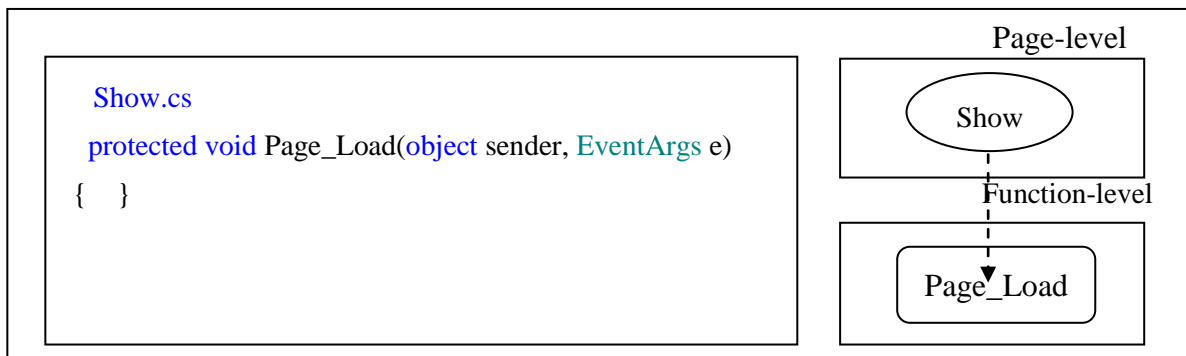 Show.cs
protected void Page_Load(object sender, EventArgs e)
{ }
Page-level
Show
Function-level
Page_Load